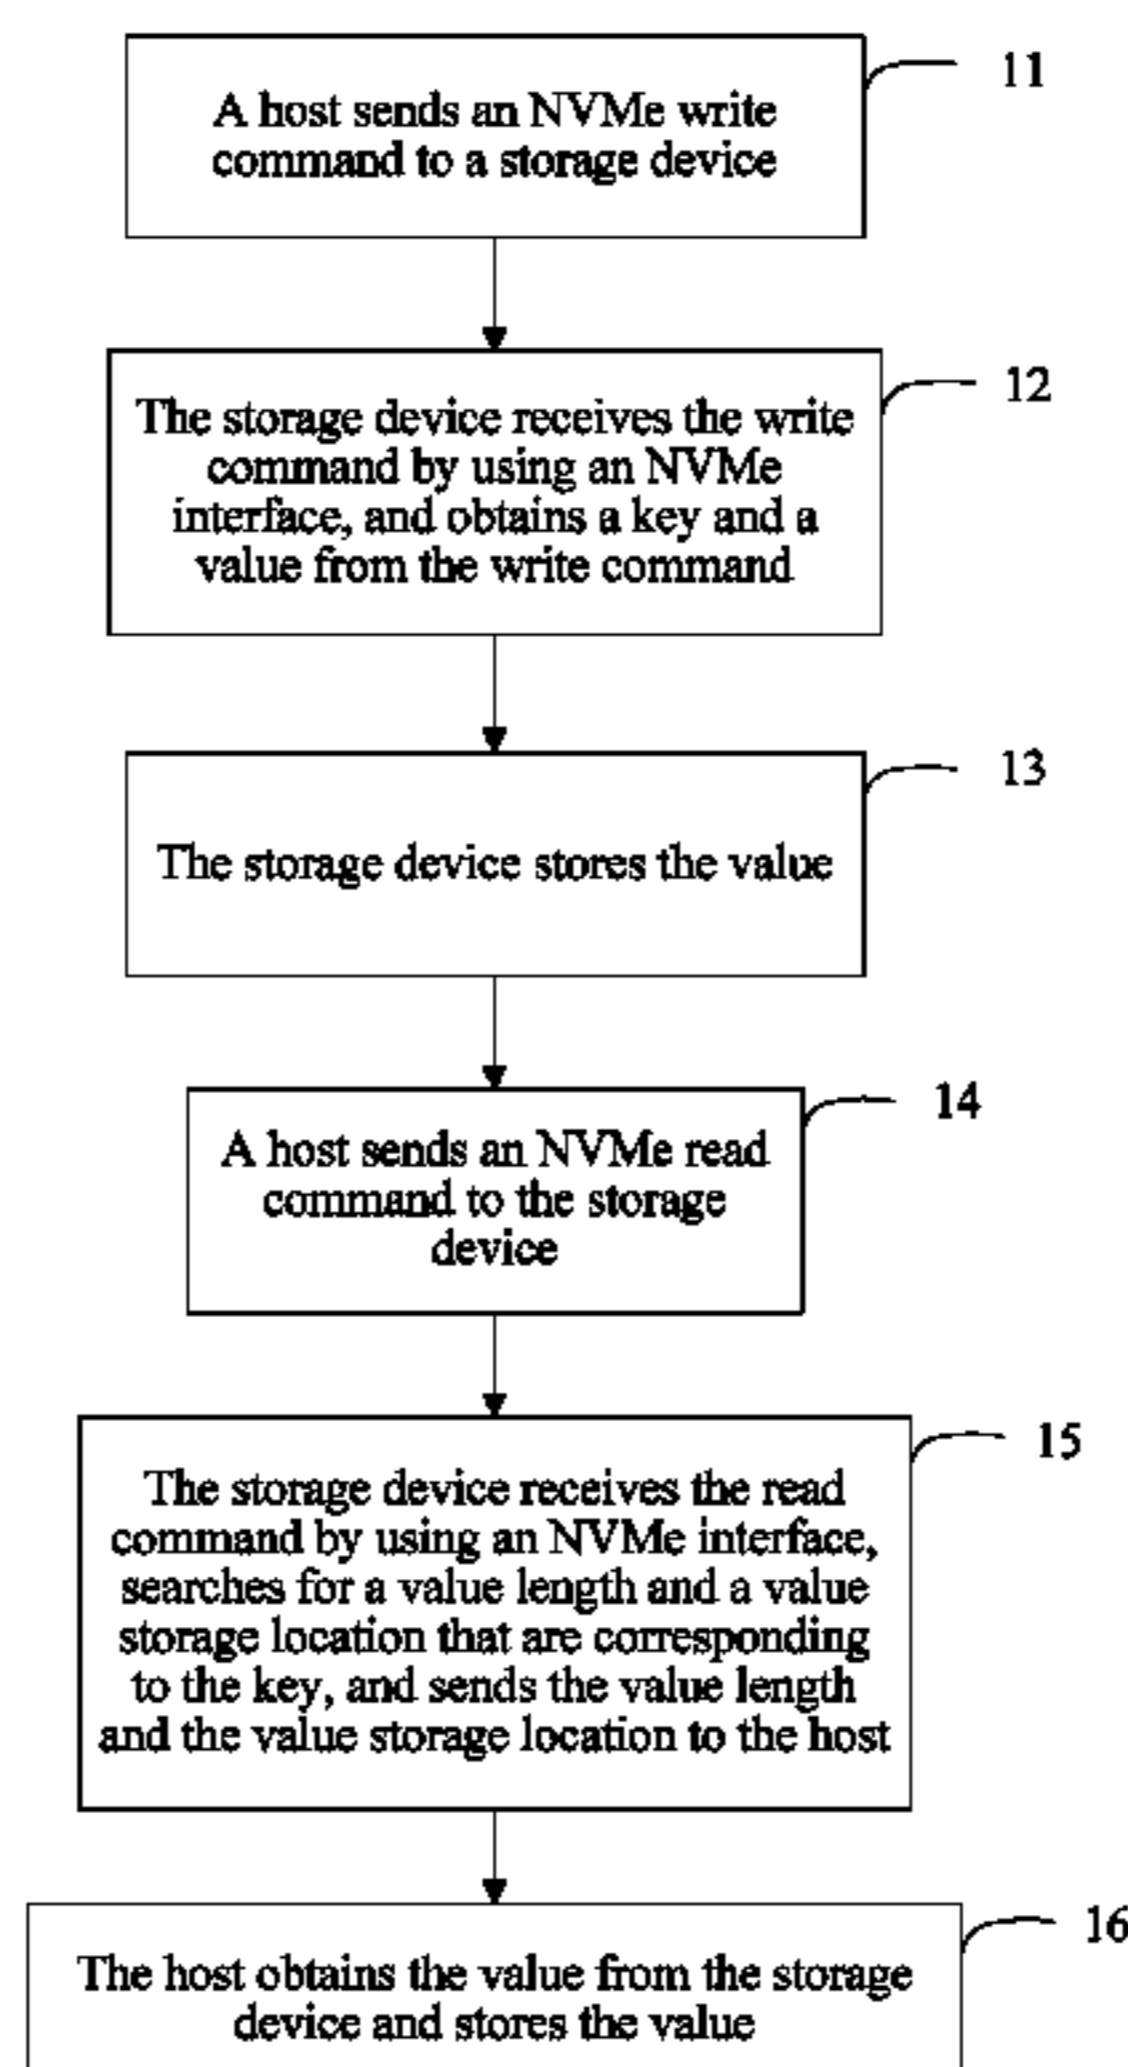 A host sends an NVMe write
command to a storage device
11
The storage device receives the write
command by using an NVMe
interface, and obtains a key and a
value from the write command
12
The storage device stores the value
13
A host sends an NVMe read
command to the storage
device
14
The storage device receives the read
command by using an NVMe interface,
searches for a value length and a value
storage location that are corresponding
to the key, and sends the value length
and the value storage location to the host
15
The host obtains the value from the storage
device and stores the value
16